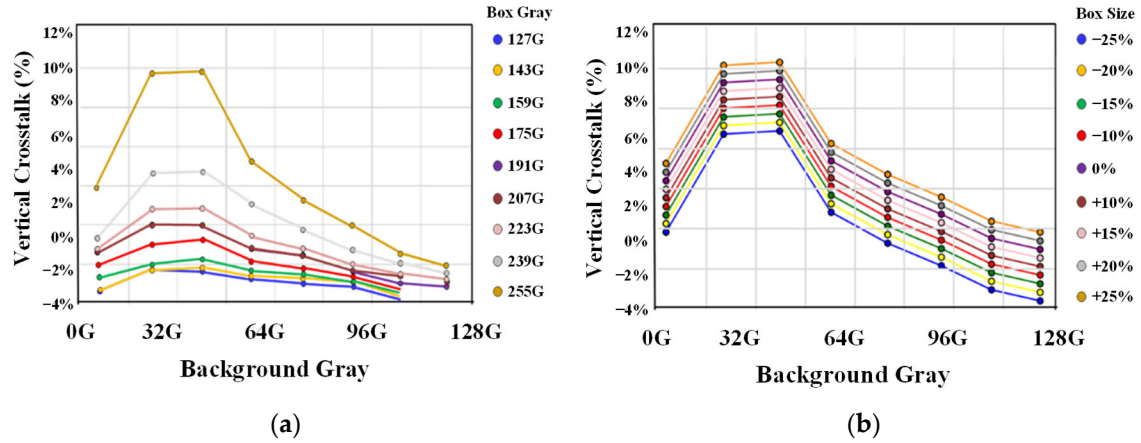 Box Gray
12%
10%
8%
6%
4%
2%
0%
−2%
−4%
Vertical Crosstalk (%)
127G
143G
159G
175G
191G
207G
223G
239G
255G
0G 32G 64G 96G 128G
Background Gray
(a)
Box Size
12%
10%
8%
6%
4%
2%
0%
−2%
−4%
Vertical Crosstalk (%)
−25%
−20%
−15%
−10%
0%
+10%
+15%
+20%
+25%
0G 32G 64G 96G 128G
Background Gray
(b)